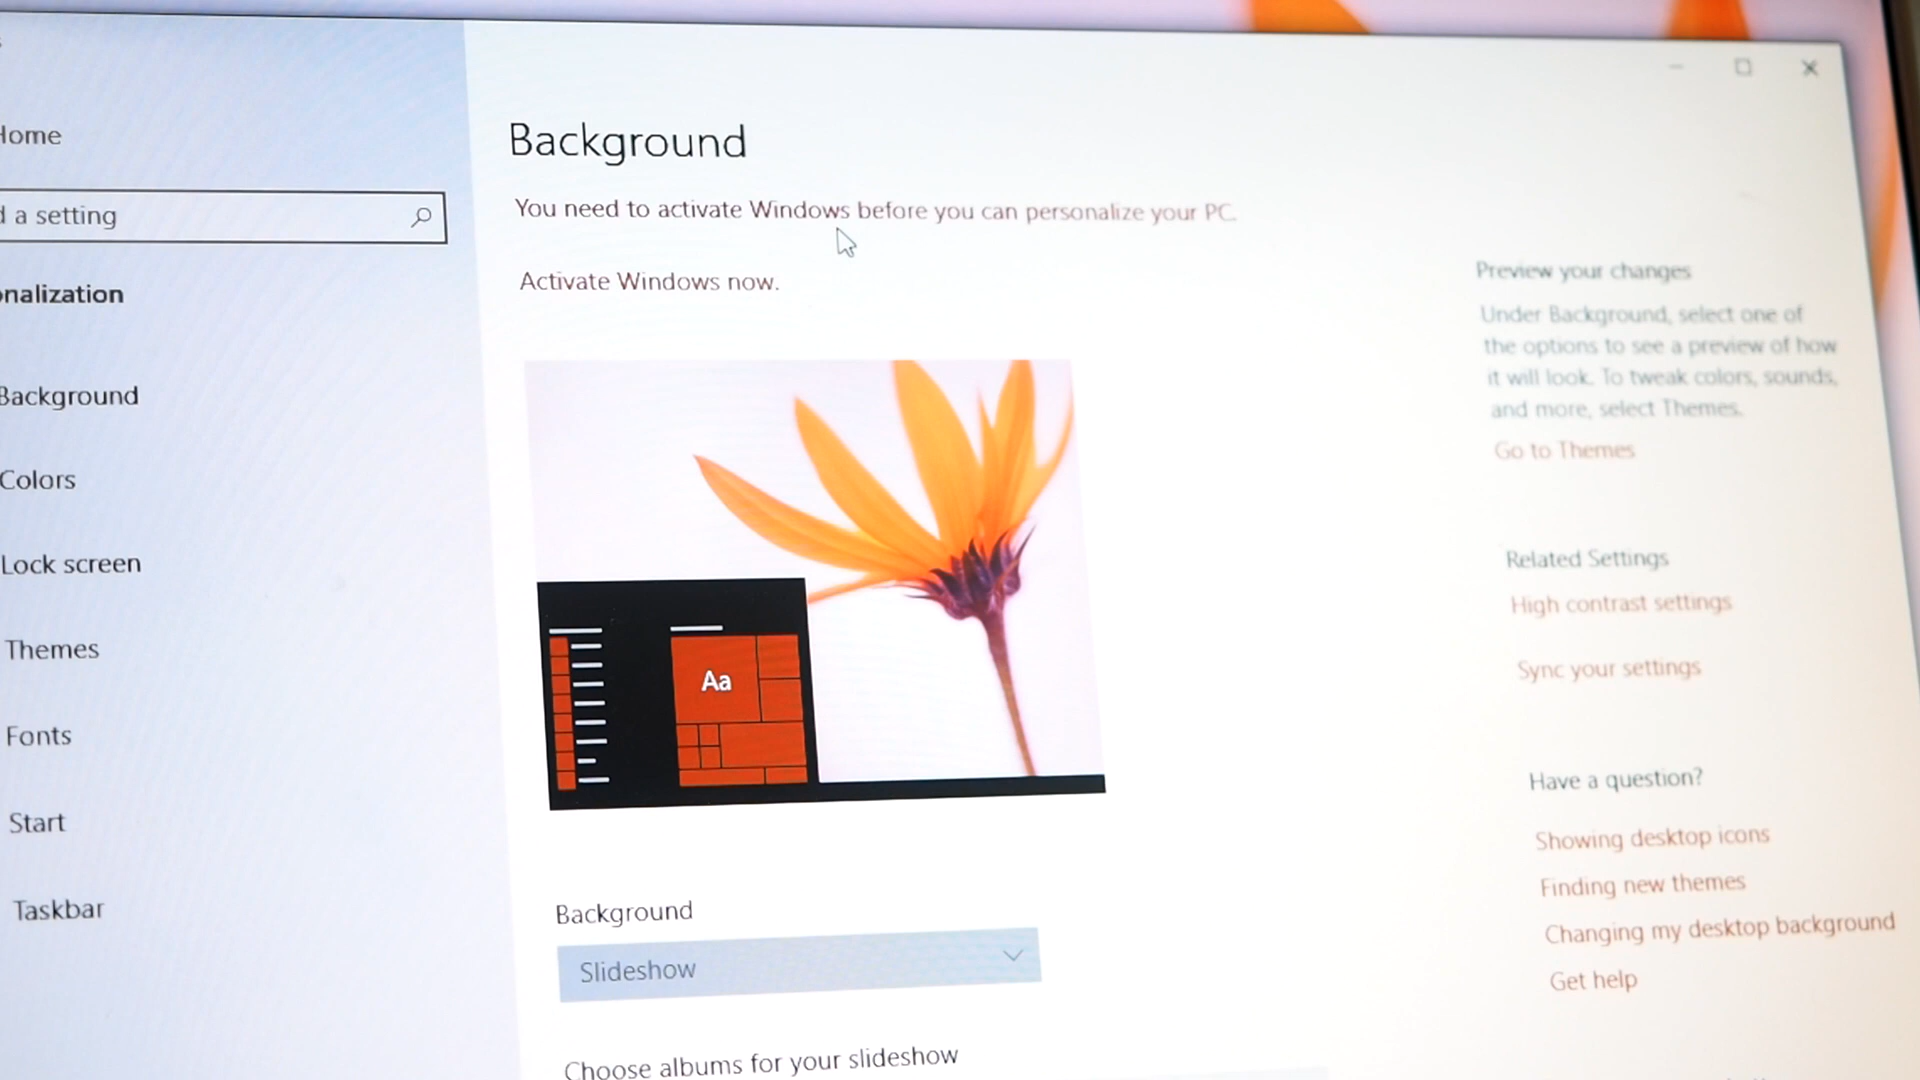 Home
d a setting
onalization
Background
Colors
Lock screen
Themes
Fonts
Start
Taskbar
Background
You need to activate Windows before you can personalize your PC.
Activate Windows now.
Aa
Background
Slideshow
Choose albums for your slideshow
Preview your changes
Under Background, select one of
the options to see a preview of how
it will look. To tweak colors, sounds,
and more, select Themes.
Go to Themes
Related Settings
High contrast settings
Sync your settings
Have a question?
Showing desktop icons
Finding new themes
Changing my desktop background
Get help